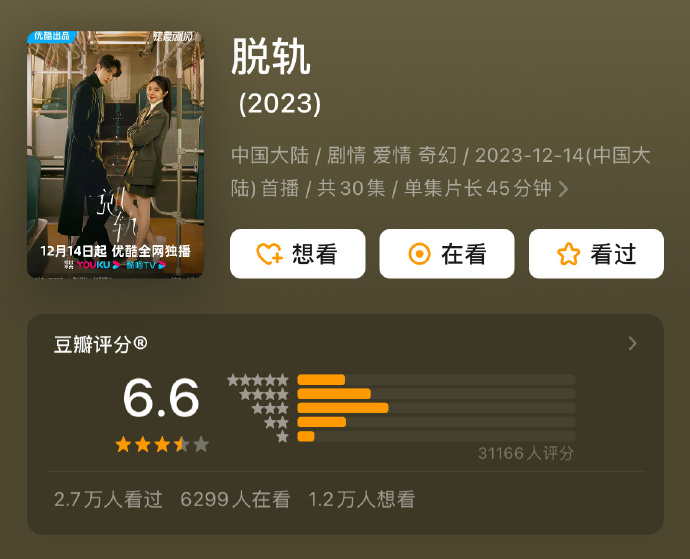 优酷出品
脱轨
(2023)
中国大陆 / 剧情 爱情 奇幻 / 2023-12-14(中国大
陆) 首播 / 共30集 / 单集片长45分钟
脱轨
12月14日起 优酷全网独播
YOUKU 酷喵TV
想看
在看
看过
豆瓣评分®
6.6
31166人评分
2.7万人看过 6299人在看 1.2万人想看